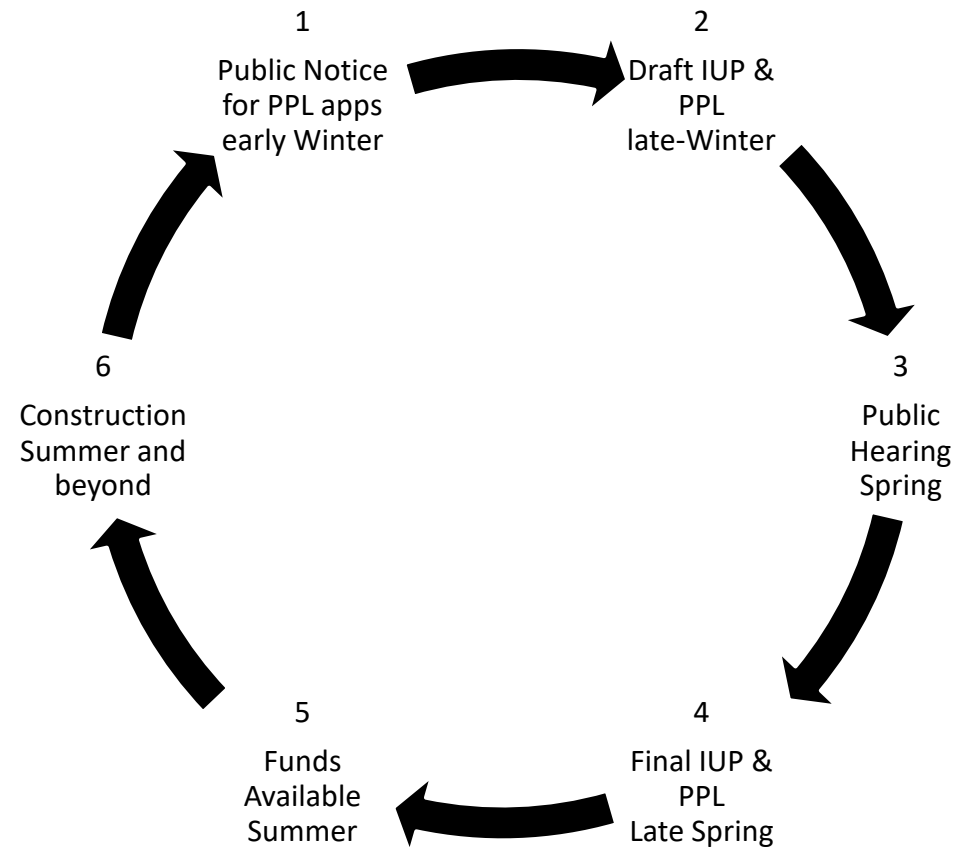 1
Public Notice
for PPL apps
early Winter
2
Draft IUP &
PPL
late-Winter
3
Public
Hearing
Spring
4
Final IUP &
PPL
Late Spring
5
Funds
Available
Summer
6
Construction
Summer and
beyond